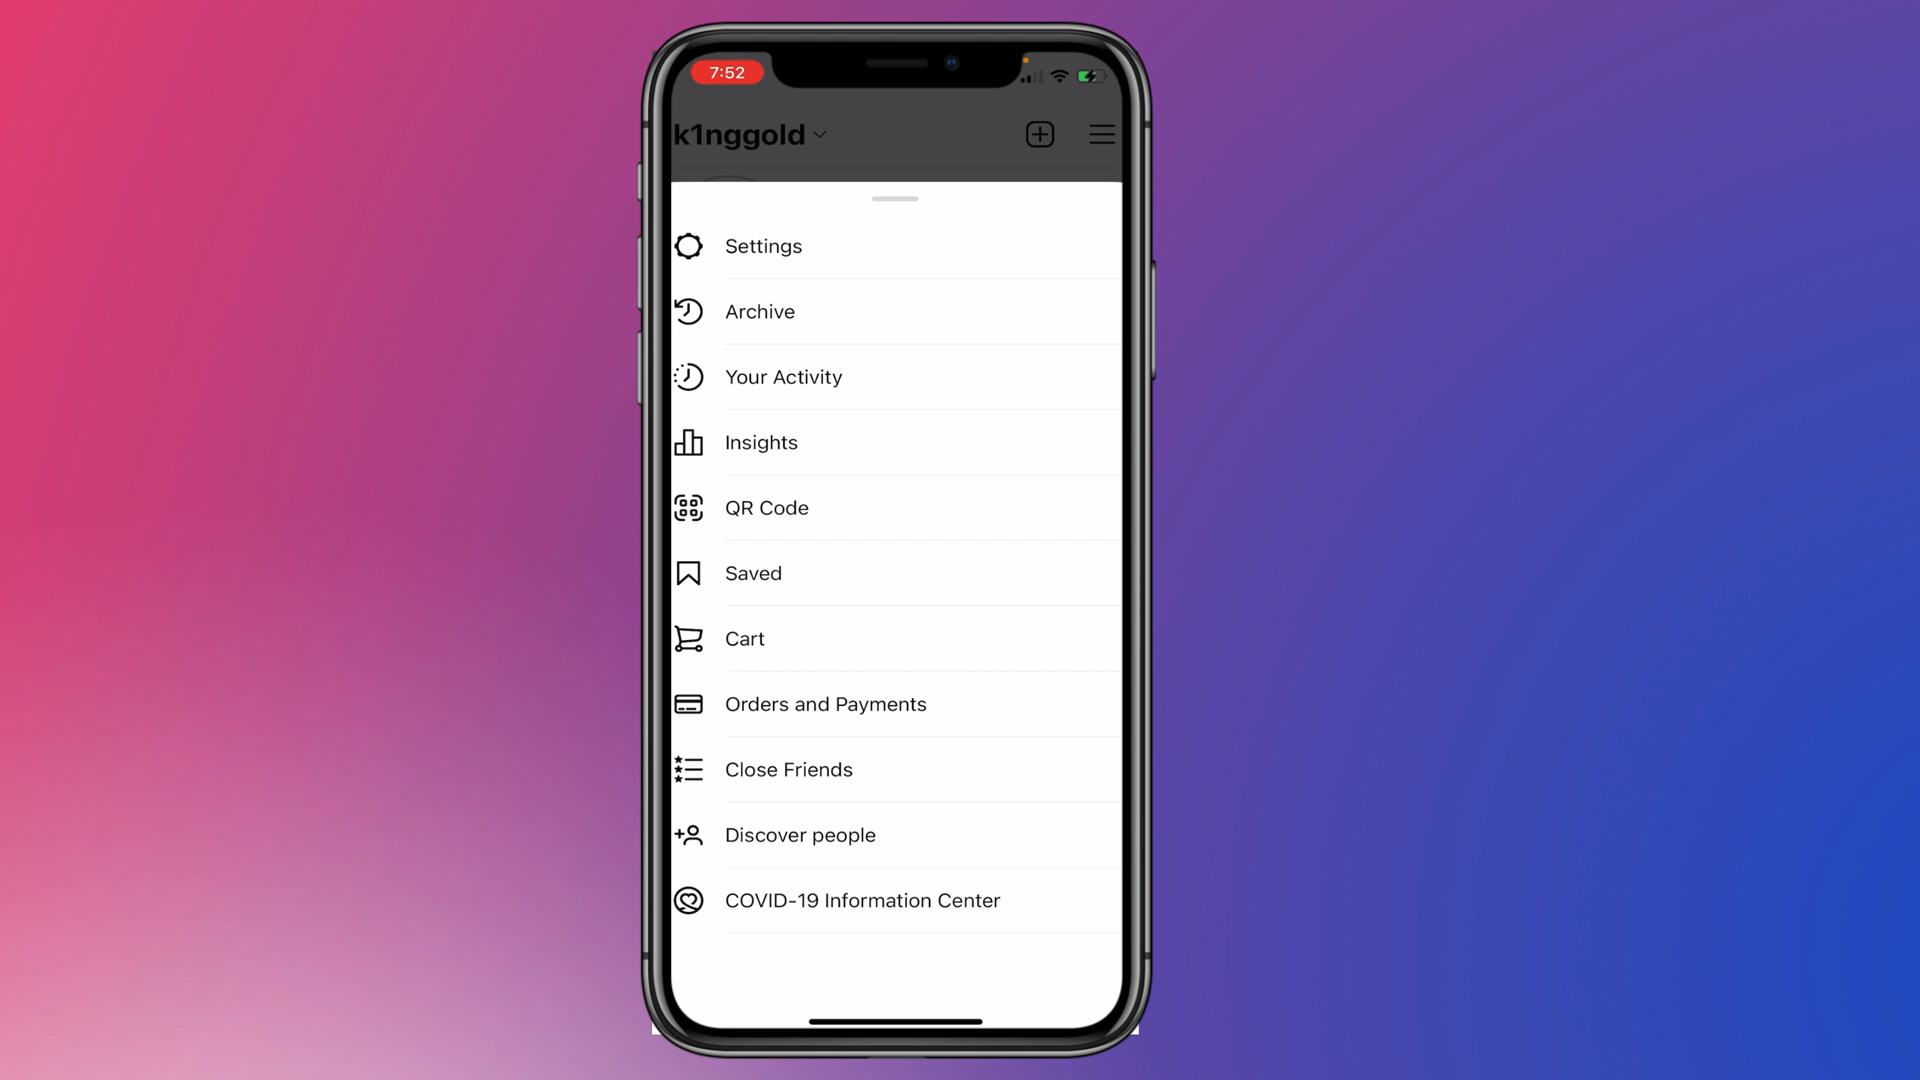 7:52
k1nggold
Settings
Archive
Your Activity
Insights
QR Code
Saved
Cart
Orders and Payments
Close Friends
Discover people
COVID-19 Information Center